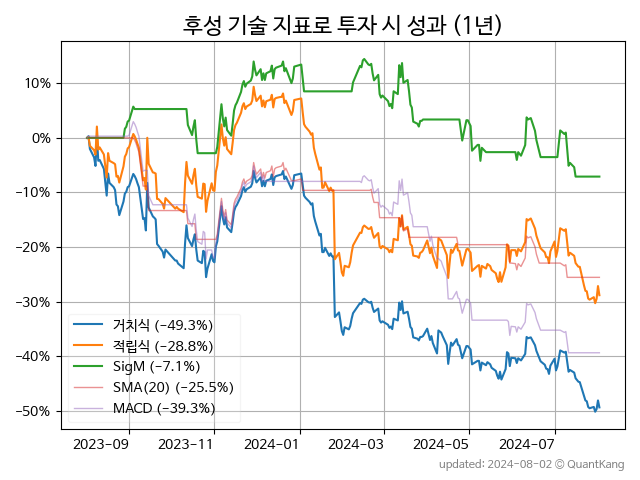 후성 기술 지표로 투자 시 성과 (1년)
10%
0%
−10%
−20%
−30%
−40%
−50%
거치식 (−49.3%)
적립식 (−28.8%)
SigM (−7.1%)
SMA(20) (−25.5%)
MACD (−39.3%)
2023-09 2023-11 2024-01 2024-03 2024-05 2024-07
updated: 2024-08-02 © QuantKang